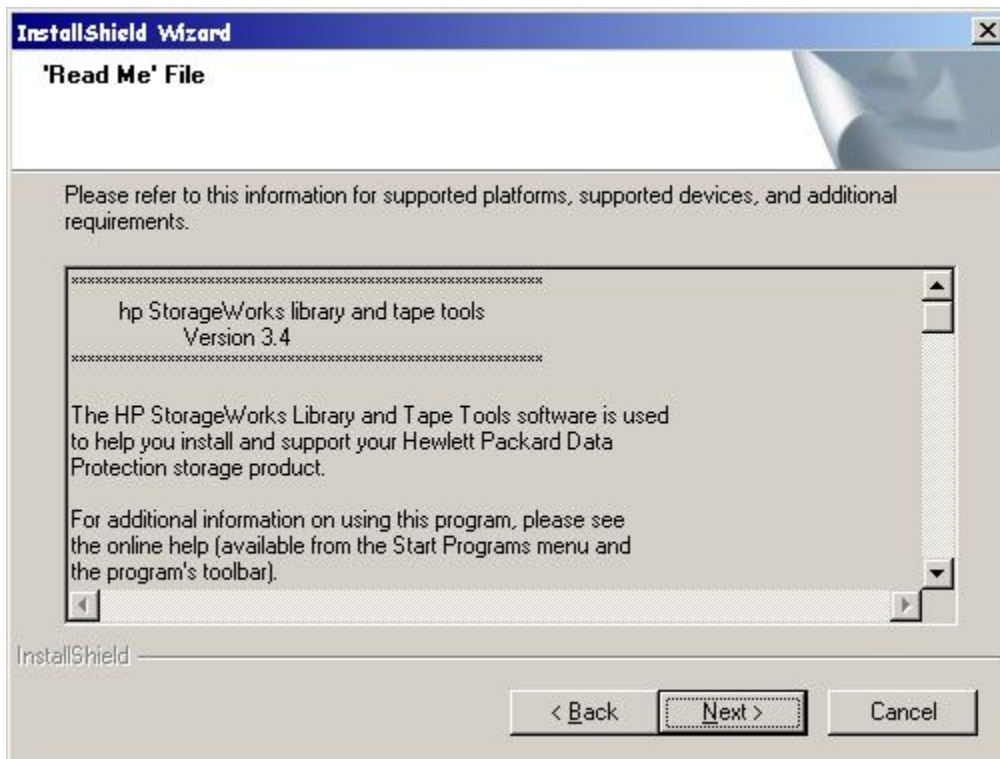 InstallShield Wizard
'Read Me' File
Please refer to this information for supported platforms, supported devices, and additional
requirements.
************************************************************
hp StorageWorks library and tape tools
Version 3.4
************************************************************
The HP StorageWorks Library and Tape Tools software is used
to help you install and support your Hewlett Packard Data
Protection storage product.
For additional information on using this program, please see
the online help (available from the Start Programs menu and
the program's toolbar).
InstallShield
< Back
Next >
Cancel